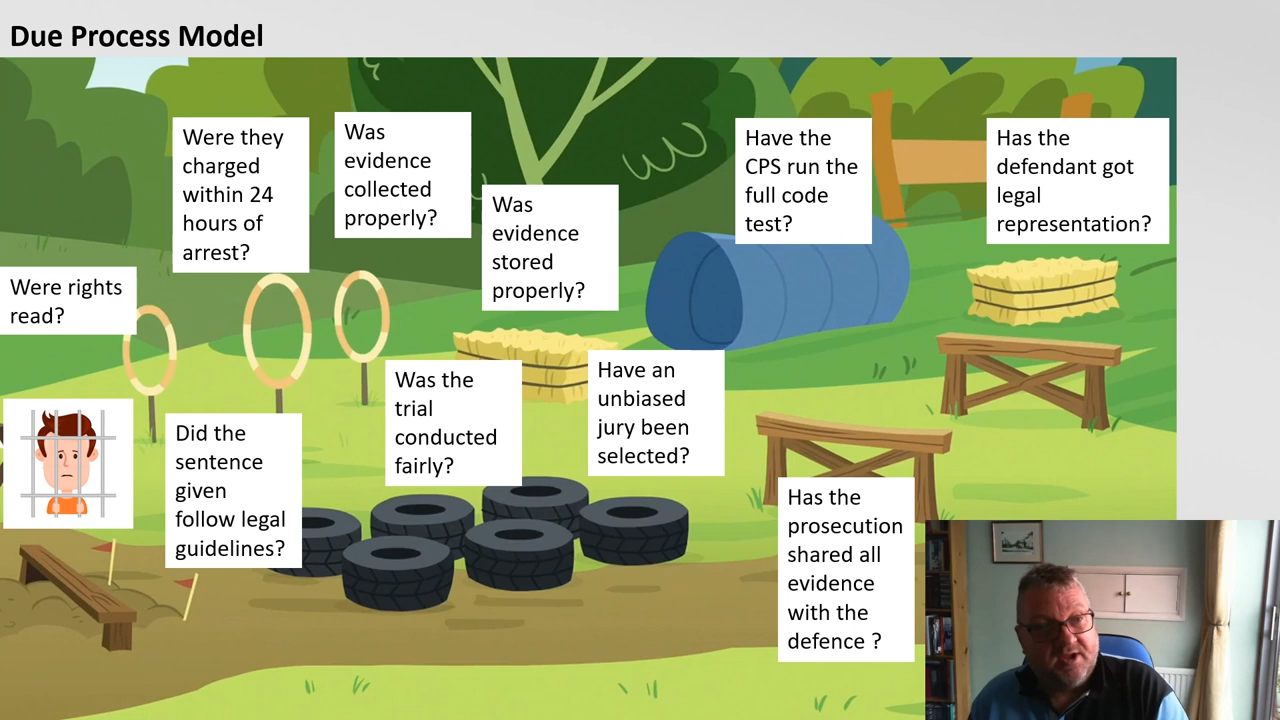 Due Process Model
Were rights
read?
Were they
charged
within 24
hours of
arrest?
Was
evidence
collected
properly?
Was
evidence
stored
properly?
Have the
CPS run the
full code
test?
Has the
defendant got
legal
representation?
Has the
prosecution
shared all
evidence
with the
defence ?
Have an
unbiased
jury been
selected?
Was the
trial
conducted
fairly?
Did the
sentence
given
follow legal
guidelines?